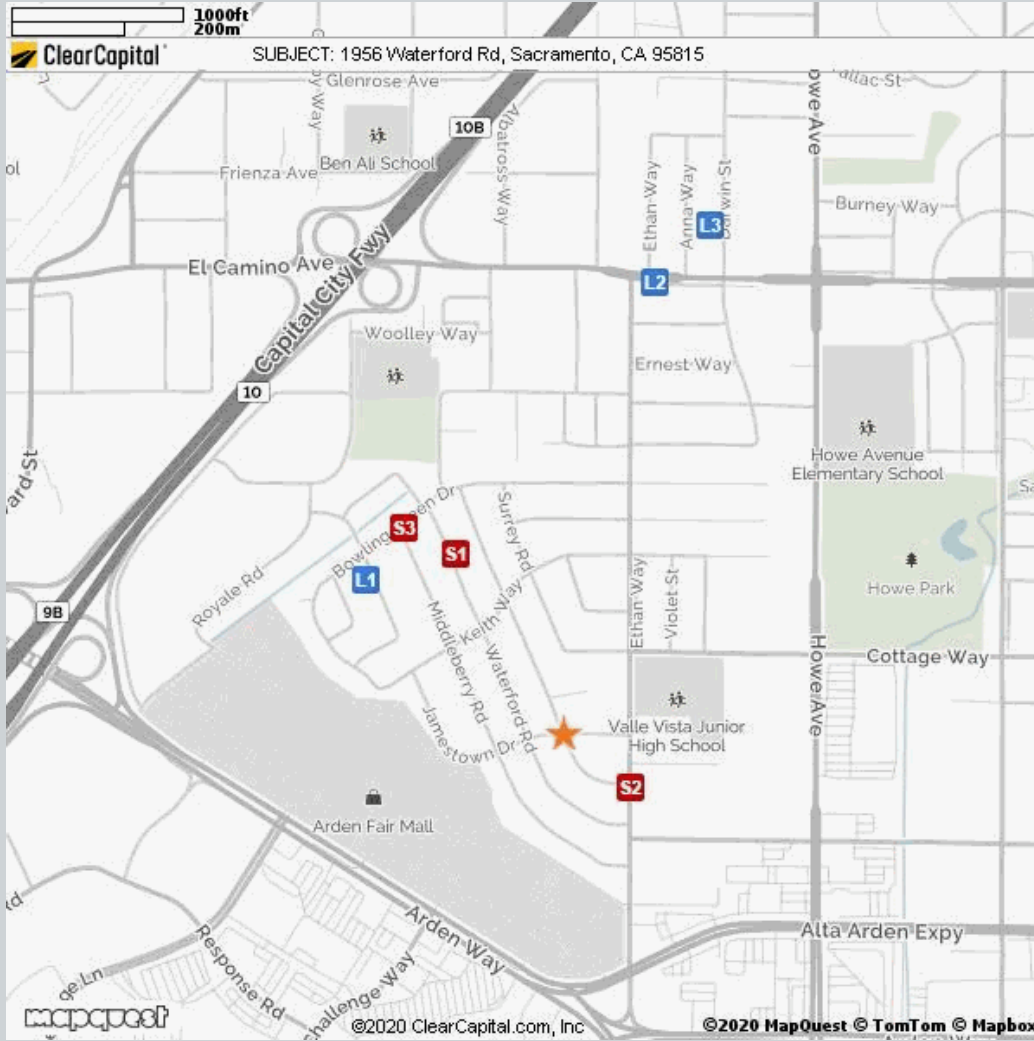 1000ft
200m
ClearCapital
SUBJECT: 1956 Waterford Rd, Sacramento, CA 95815
Glenrose Ave
10B
Albatross-Way
Ben Ali School
Frienza Ave
Ethan-Way
Anna-Way
L3
Burney Way
El Camino Ave
Capital City Fwy
L2
Woolley Way
Ernest-Way
10
Howe Avenue
Elementary School
Surrey Rd
S3
S1
L1
Royale Rd
Keith Way
Ethan Way
Violet St
Howe Park
9B
Middleberry Rd
Waterford Rd
Howe Ave
Cottage Way
Jamestown Dr
Valle Vista Junior
High School
S2
Arden Fair Mall
Arden Way
Alta Arden Expy
Response Rd
mapquest
©2020 ClearCapital.com, Inc
©2020 MapQuest © TomTom © Mapbox